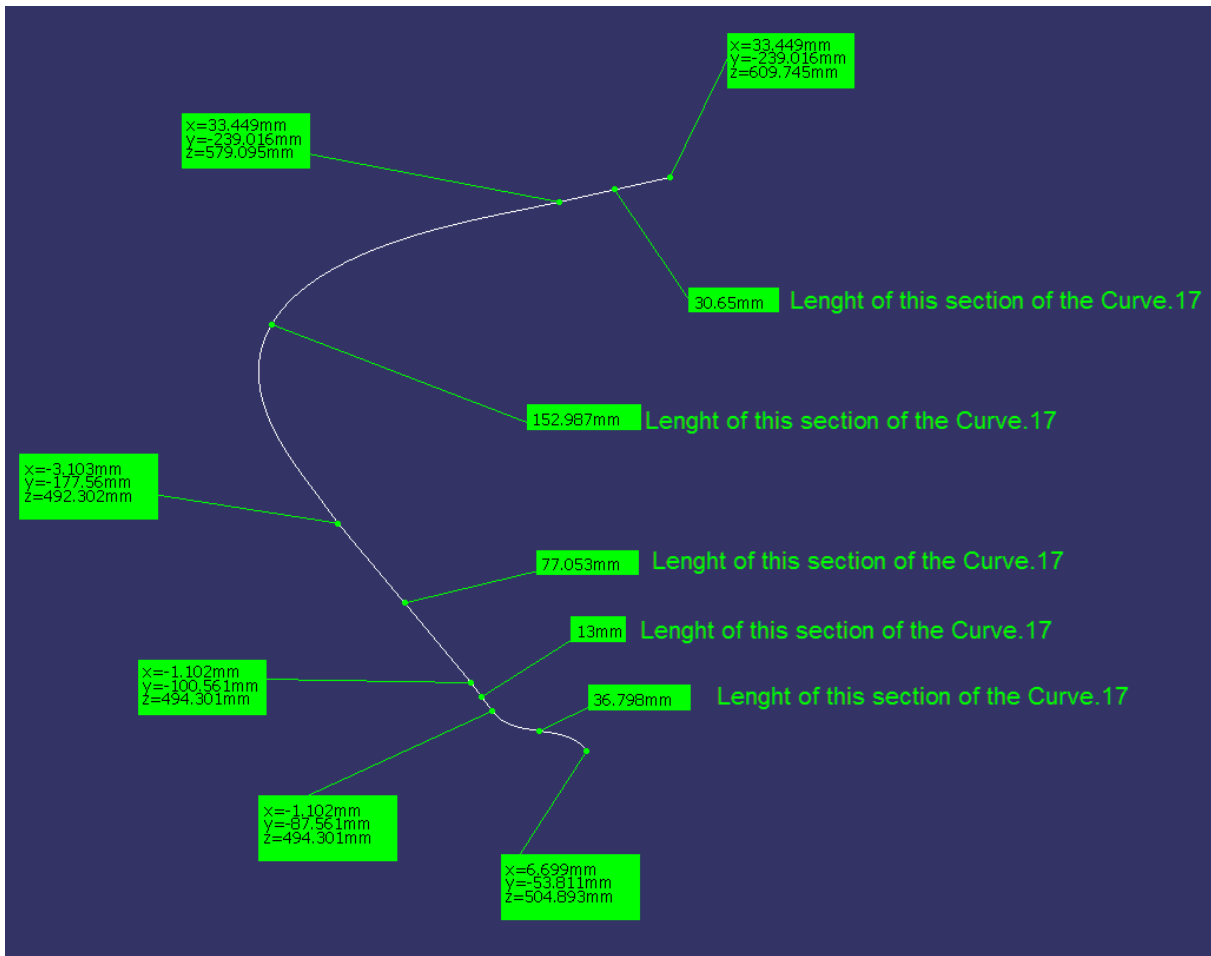 x=33.449mm
y=-239.016mm
z=609.745mm
x=33.449mm
y=-239.016mm
z=579.095mm
30.65mm Lenght of this section of the Curve.17
152.987mm Lenght of this section of the Curve.17
x=-3.103mm
y=-177.56mm
z=492.302mm
77.053mm Lenght of this section of the Curve.17
13mm Lenght of this section of the Curve.17
x=-1.102mm
y=-100.561mm
z=494.301mm
36.798mm Lenght of this section of the Curve.17
x=-1.102mm
y=-87.561mm
z=494.301mm
x=6.699mm
y=-53.811mm
z=504.893mm